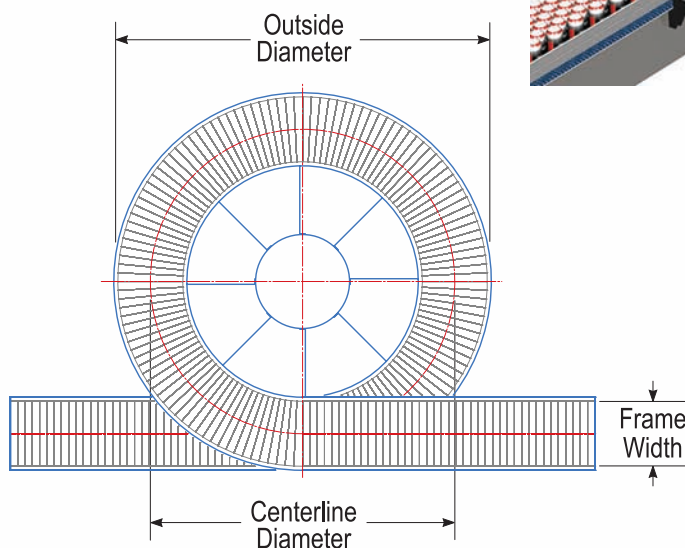 Outside
Diameter
Frame
Width
Centerline
Diameter